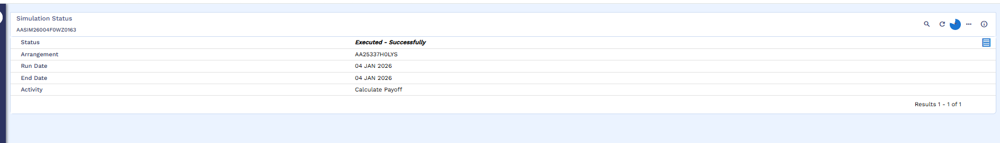 Simulation Status
AASIM26004F0WZ0163
Status Executed - Successfully
Arrangement AA25337H0LYS
Run Date 04 JAN 2026
End Date 04 JAN 2026
Activity Calculate Payoff
Results 1 - 1 of 1